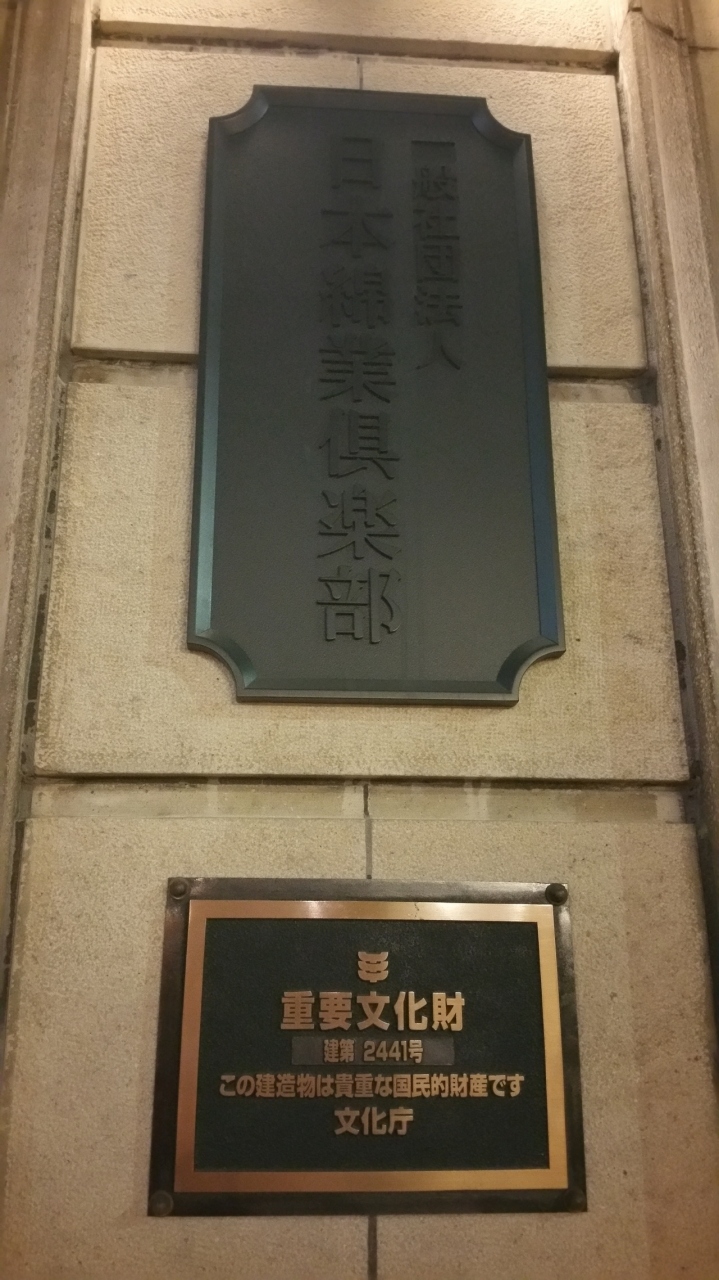 一般社団法人
日本綿業倶楽部
重要文化財
建第 2441号
この建造物は貴重な国民的財産です
文化庁